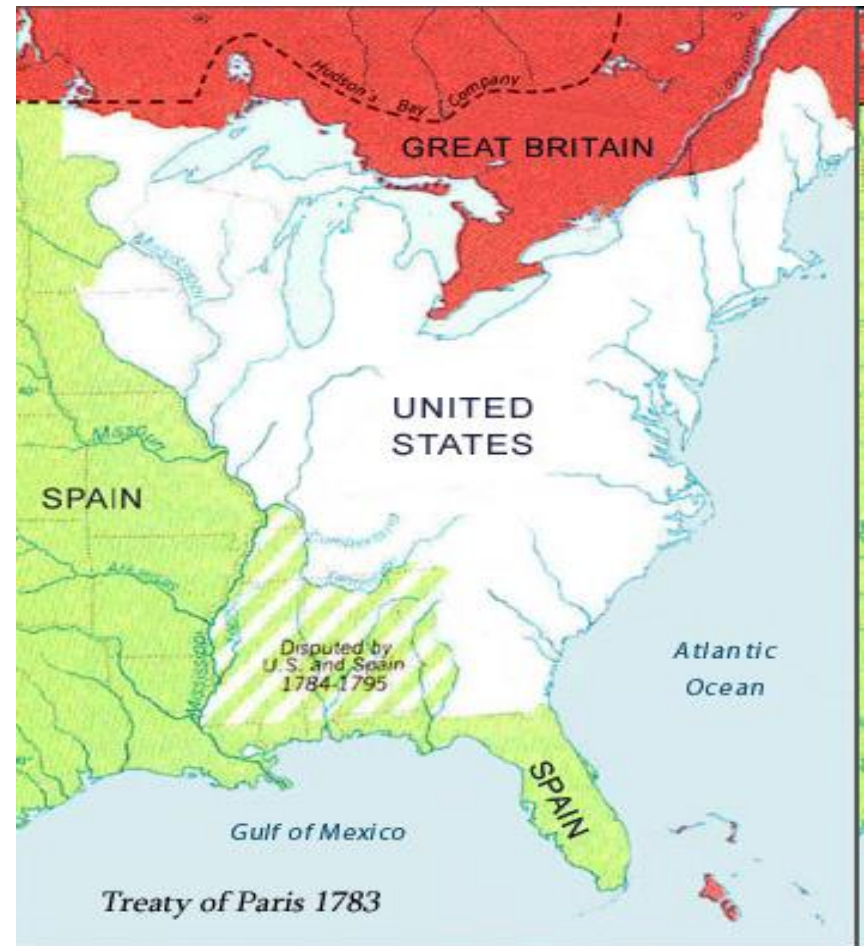 Hudson's Bay Company
GREAT BRITAIN
Mississippi
UNITED
STATES
Missouri
SPAIN
Cumberland
Arkansas
Mississippi
Disputed by
U.S. and Spain
1784-1795
Atlantic
Ocean
SPAIN
Gulf of Mexico
Treaty of Paris 1783